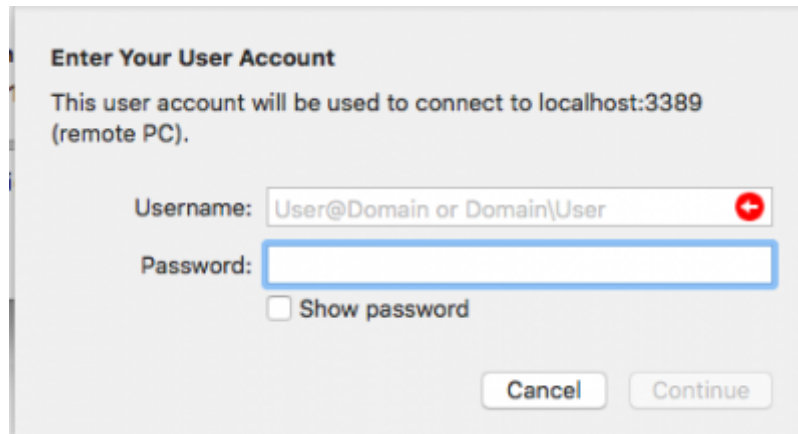 Enter Your User Account
This user account will be used to connect to localhost:3389
(remote PC).
Username: User@Domain or Domain\User
Password:
Show password
Cancel Continue